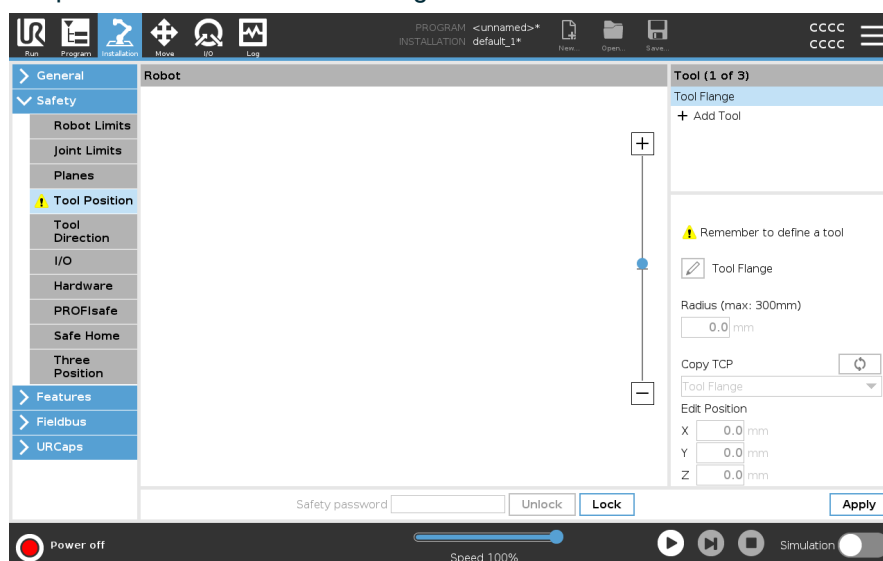 PROGRAM <unnamed>*
INSTALLATION default_1*
Run Program Installation Move I/O Log
New... Open... Save...
CCCC
CCCC
General
Safety
Robot Limits
Joint Limits
Planes
Tool Position
Tool
Direction
I/O
Hardware
PROFIsafe
Safe Home
Three
Position
Features
Fieldbus
URCaps
Robot
+
−
Tool (1 of 3)
Tool Flange
+ Add Tool
Remember to define a tool
Tool Flange
Radius (max: 300mm)
0.0 mm
Copy TCP
Tool Flange
Edit Position
X 0.0 mm
Y 0.0 mm
Z 0.0 mm
Safety password Unlock Lock Apply
Power off
Speed 100%
Simulation